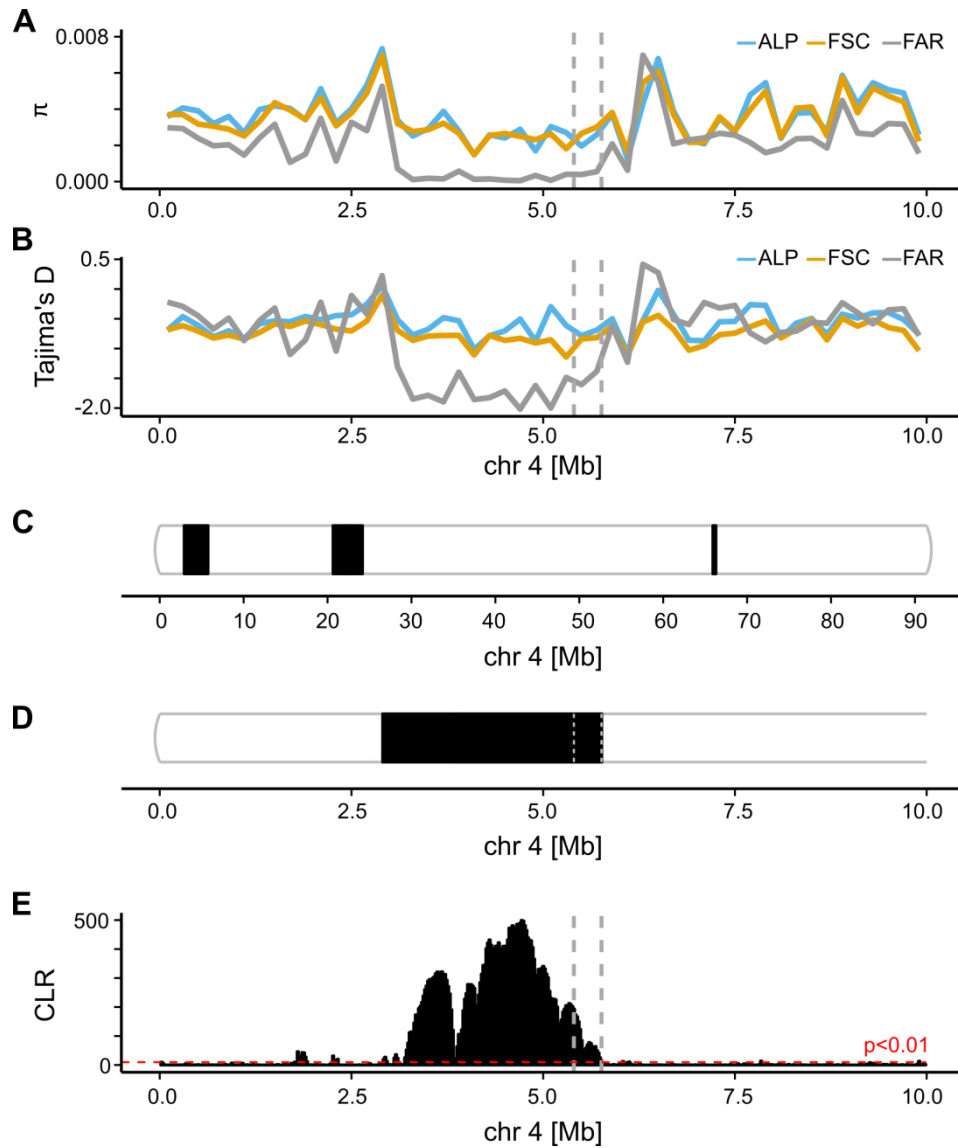 A
0.008
ALP FSC FAR
π
0.000
0.0 2.5 5.0 7.5 10.0
B
0.5
ALP FSC FAR
Tajima's D
-2.0
0.0 2.5 5.0 7.5 10.0
chr 4 [Mb]
C
0 10 20 30 40 50 60 70 80 90
chr 4 [Mb]
D
0.0 2.5 5.0 7.5 10.0
chr 4 [Mb]
E
500
CLR
p<0.01
0
0.0 2.5 5.0 7.5 10.0
chr 4 [Mb]